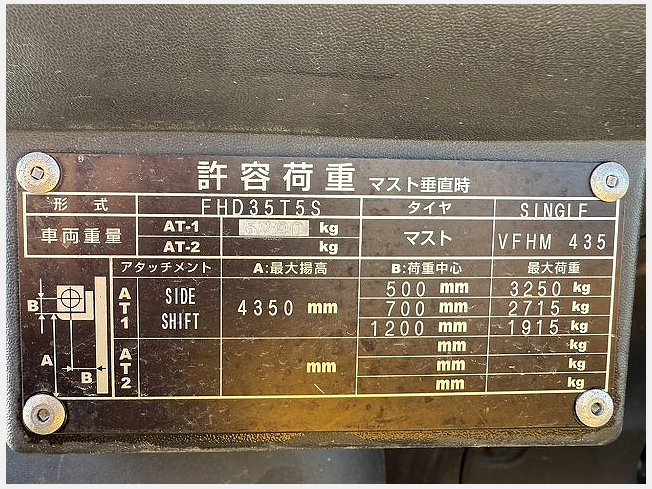 許容荷重 マスト垂直時
形式 FHD35T5S タイヤ SINGLE
車両重量 AT-1 kg マスト VFHM 435
AT-2 kg
アタッチメント A:最大揚高 B:荷重中心 最大荷重
B A B
AT1 SIDE SHIFT 4350 mm 500 mm 3250 kg
700 mm 2715 kg
1200 mm 1915 kg
AT2 mm mm kg
mm kg
mm kg